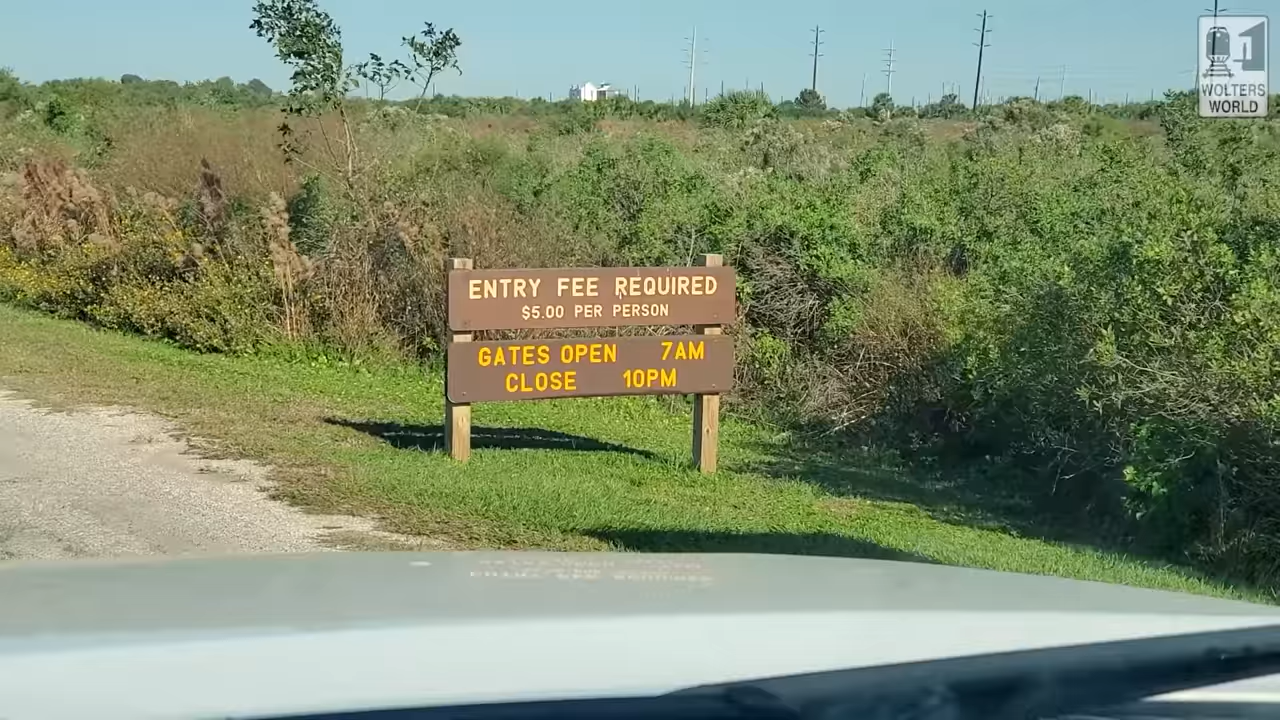 WOLTERS
WORLD
ENTRY FEE REQUIRED
$5.00 PER PERSON
GATES OPEN 7AM
CLOSE 10PM